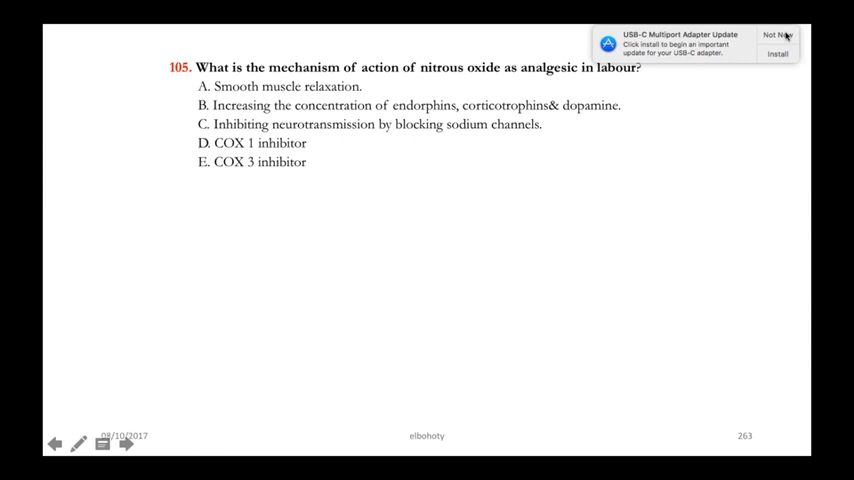 USB-C Multiport Adapter Update
Click install to begin an important
update for your USB-C adapter.
Install
105. What is the mechanism of action of nitrous oxide as analgesic in labour?
A. Smooth muscle relaxation.
B. Increasing the concentration of endorphins, corticotrophins& dopamine.
C. Inhibiting neurotransmission by blocking sodium channels.
D. COX 1 inhibitor
E. COX 3 inhibitor
08/10/2017
elbohoty
263